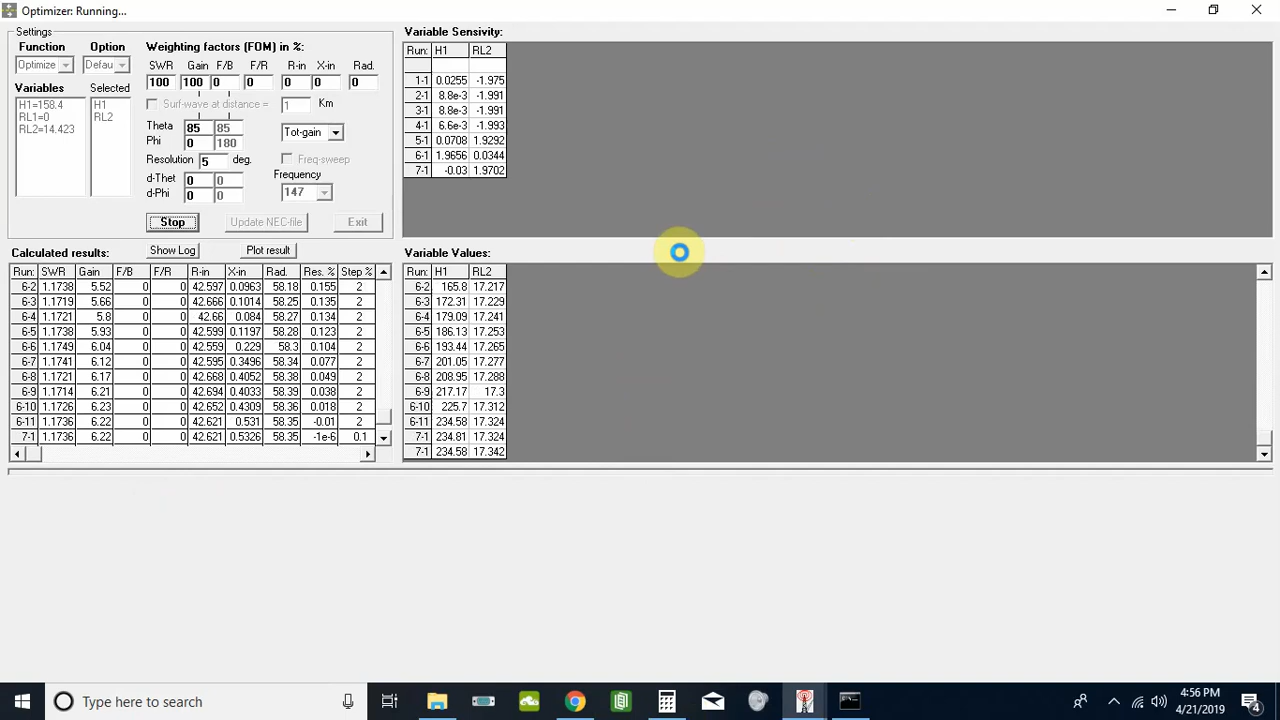 Optimizer: Running...
Settings
Function Option Weighting factors (FOM) in %:
Optimize Defau SWR Gain F/B F/R R-in X-in Rad.
100 100 0 0 0 0 0
Variables Selected
H1=158.4 H1
RL1=0 RL2
RL2=14.423
Surf-wave at distance = 1 Km
Theta 85 85 Tot-gain
Phi 0 180
Resolution 5 deg. Freq-sweep
d-Thet 0 0 Frequency
d-Phi 0 0 147
Stop Update NEC-file Exit
Variable Sensivity:
Run: H1 RL2
1-1 0.0255 -1.975
2-1 8.8e-3 -1.991
3-1 8.8e-3 -1.991
4-1 6.6e-3 -1.993
5-1 0.0708 1.9292
6-1 1.9656 0.0344
7-1 -0.03 1.9702
Calculated results: Show Log Plot result
Run: SWR Gain F/B F/R R-in X-in Rad. Res. % Step %
6-2 1.1738 5.52 0 0 42.597 0.0963 58.18 0.155 2
6-3 1.1719 5.66 0 0 42.666 0.1014 58.25 0.135 2
6-4 1.1721 5.8 0 0 42.66 0.084 58.27 0.134 2
6-5 1.1738 5.93 0 0 42.599 0.1197 58.28 0.123 2
6-6 1.1749 6.04 0 0 42.559 0.229 58.3 0.104 2
6-7 1.1741 6.12 0 0 42.595 0.3496 58.34 0.077 2
6-8 1.1721 6.17 0 0 42.668 0.4052 58.38 0.049 2
6-9 1.1714 6.21 0 0 42.694 0.4033 58.39 0.038 2
6-10 1.1726 6.23 0 0 42.652 0.4309 58.36 0.018 2
6-11 1.1736 6.22 0 0 42.621 0.531 58.35 -0.01 2
7-1 1.1736 6.22 0 0 42.621 0.5326 58.35 -1e-6 0.1
Variable Values:
Run: H1 RL2
6-2 165.8 17.217
6-3 172.31 17.229
6-4 179.09 17.241
6-5 186.13 17.253
6-6 193.44 17.265
6-7 201.05 17.277
6-8 208.95 17.288
6-9 217.17 17.3
6-10 225.7 17.312
6-11 234.58 17.324
7-1 234.81 17.324
7-1 234.58 17.342
Type here to search
4:56 PM
4/21/2019
4